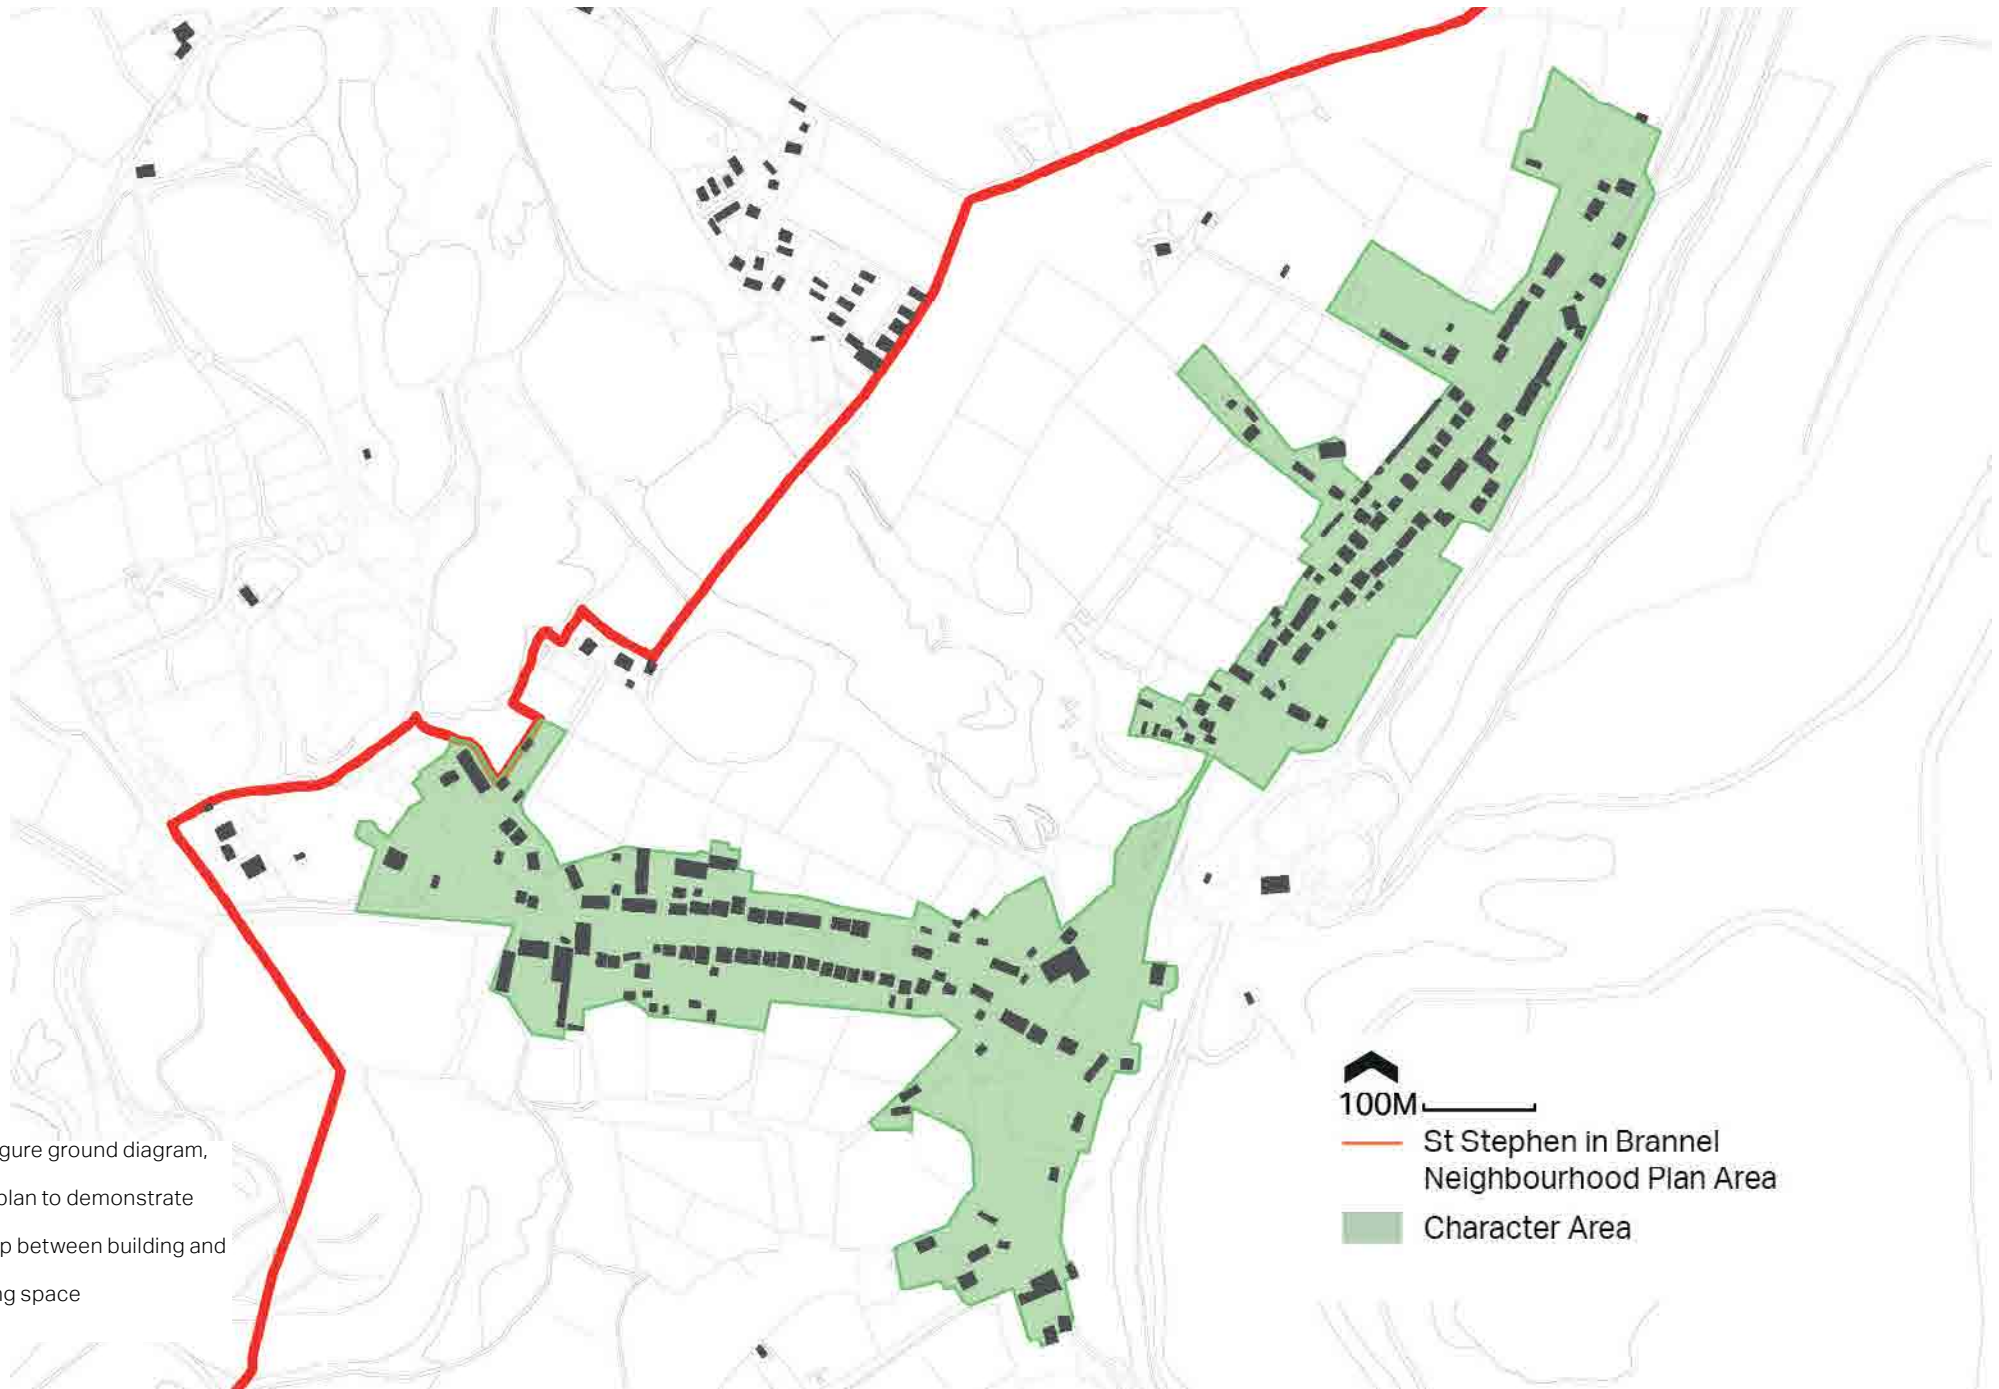 gure ground diagram,
plan to demonstrate
p between building and
ng space
100M
St Stephen in Brannel
Neighbourhood Plan Area
Character Area